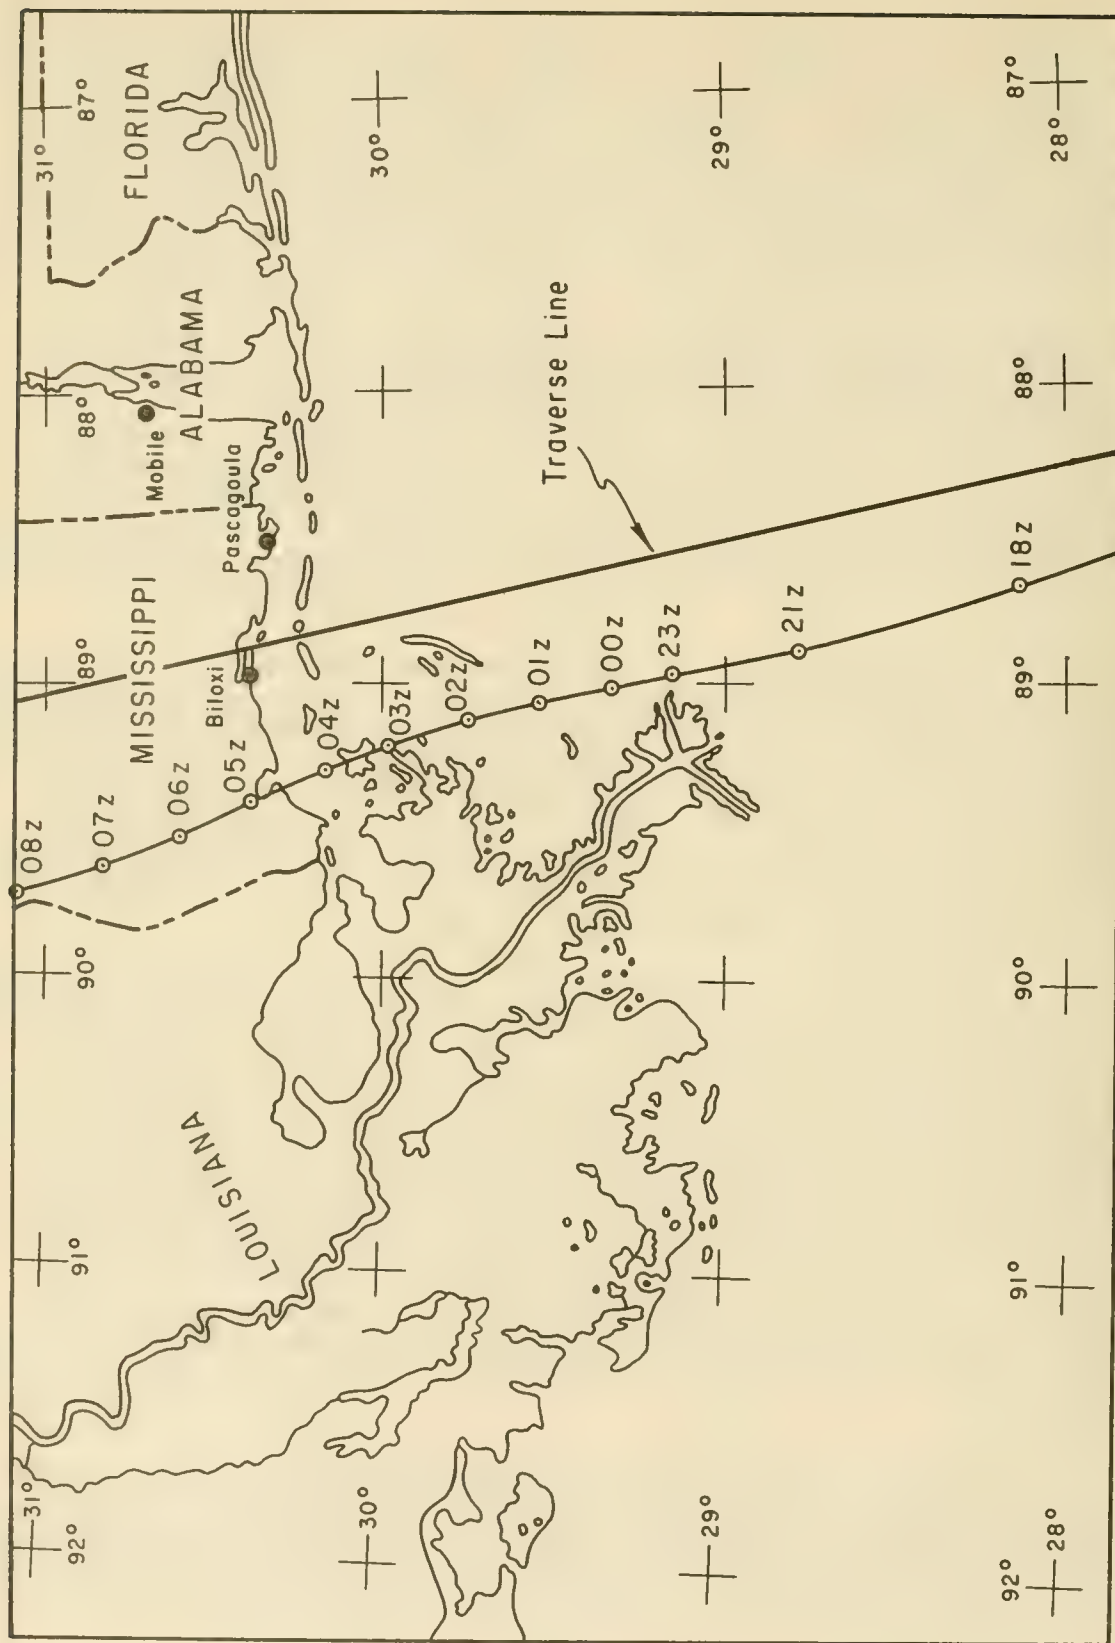 31°
87°
FLORIDA
30°
29°
87°
28°
88°
Mobile
ALABAMA
Pascagoula
88°
Traverse Line
MISSISSIPPI
89°
Biloxi
89°
18Z
21Z
23Z
00Z
01Z
02Z
03Z
04Z
05Z
06Z
07Z
08Z
90°
90°
LOUISIANA
91°
91°
31°
92°
30°
29°
92°
28°